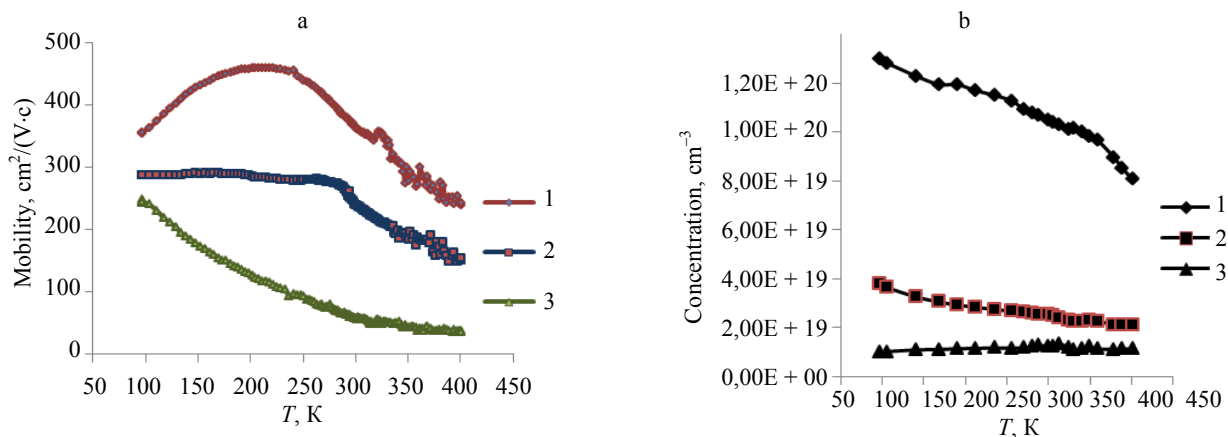 a
Mobility, cm²/(V·c)
500
400
300
200
100
0
50 100 150 200 250 300 350 400 450
T, К
1
2
3
b
Concentration, cm⁻³
1,20E + 20
1,00E + 20
8,00E + 19
6,00E + 19
4,00E + 19
2,00E + 19
0,00E + 00
50 100 150 200 250 300 350 400 450
T, К
1
2
3